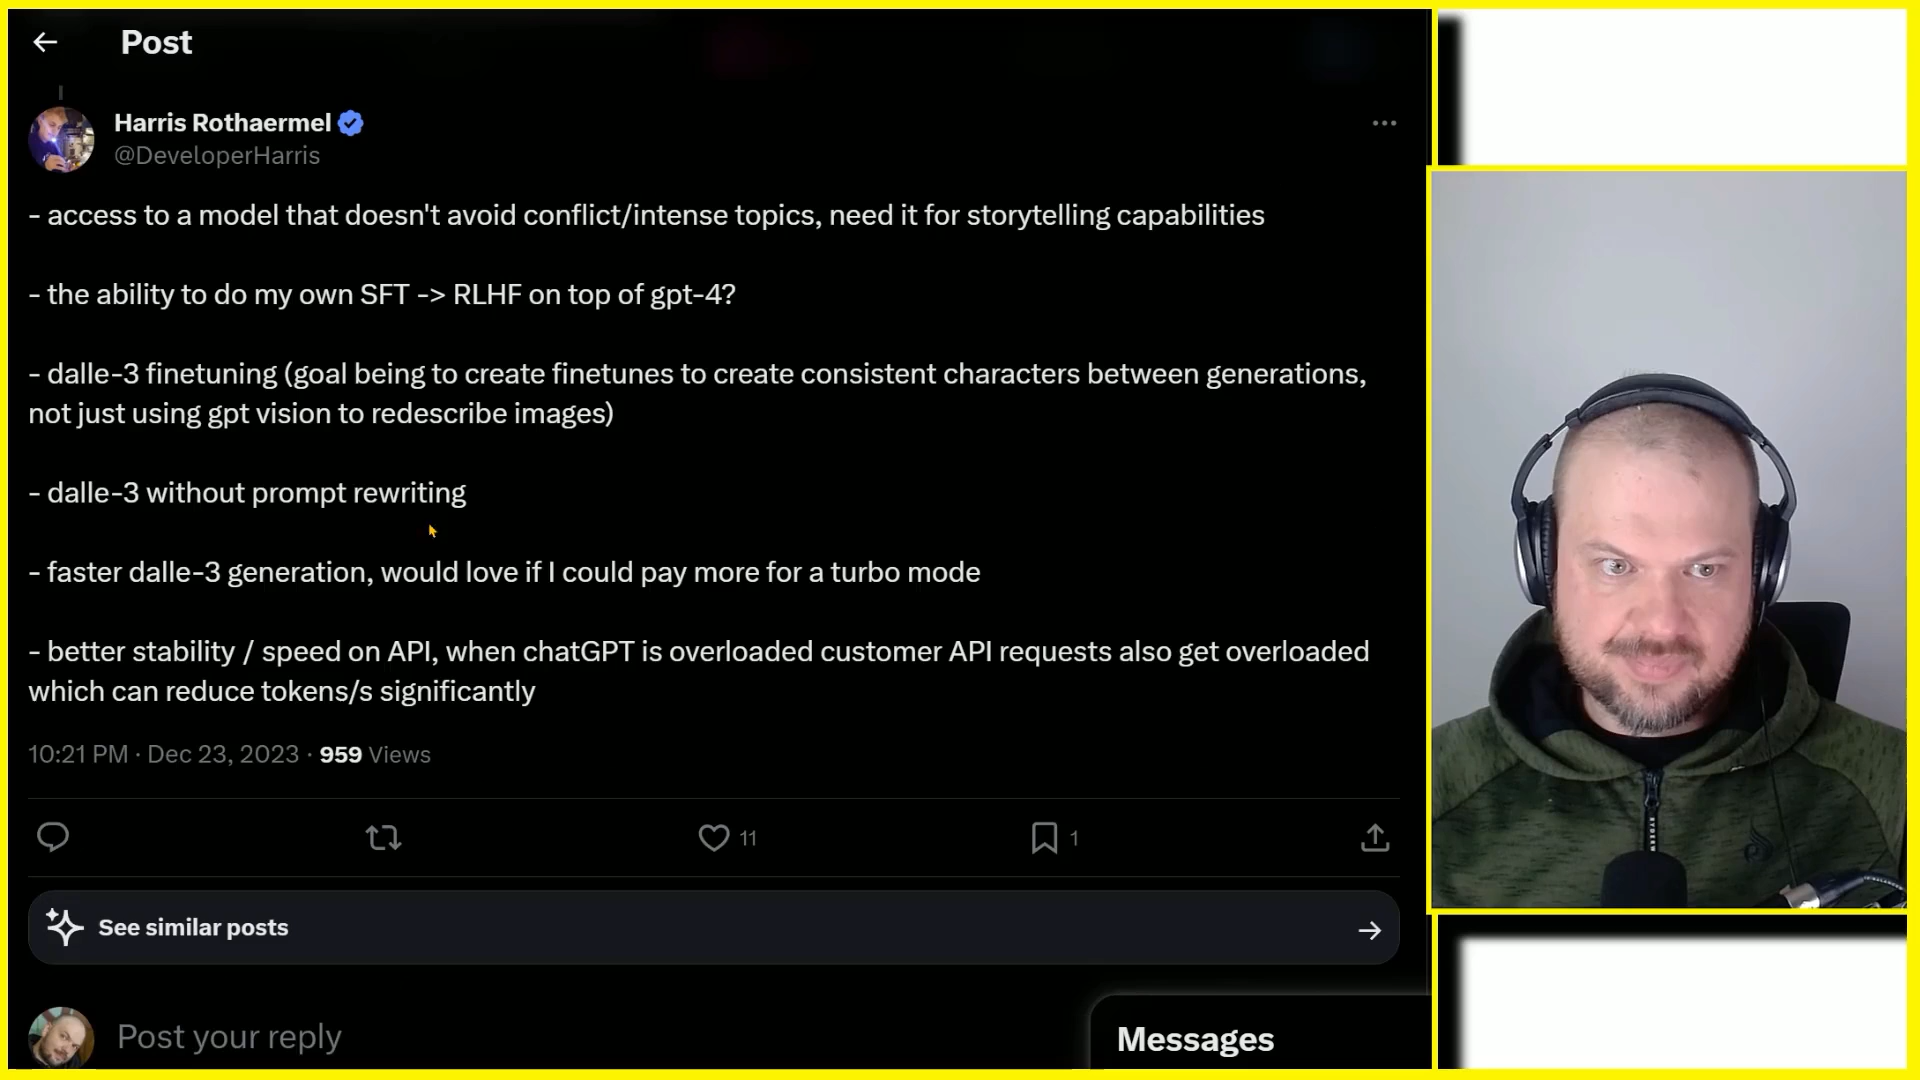 Post
Harris Rothaermel
@DeveloperHarris
- access to a model that doesn't avoid conflict/intense topics, need it for storytelling capabilities
- the ability to do my own SFT -> RLHF on top of gpt-4?
- dalle-3 finetuning (goal being to create finetunes to create consistent characters between generations,
not just using gpt vision to redescribe images)
- dalle-3 without prompt rewriting
- faster dalle-3 generation, would love if I could pay more for a turbo mode
- better stability / speed on API, when chatGPT is overloaded customer API requests also get overloaded
which can reduce tokens/s significantly
10:21 PM · Dec 23, 2023 · 959 Views
11
1
See similar posts
Post your reply
Messages